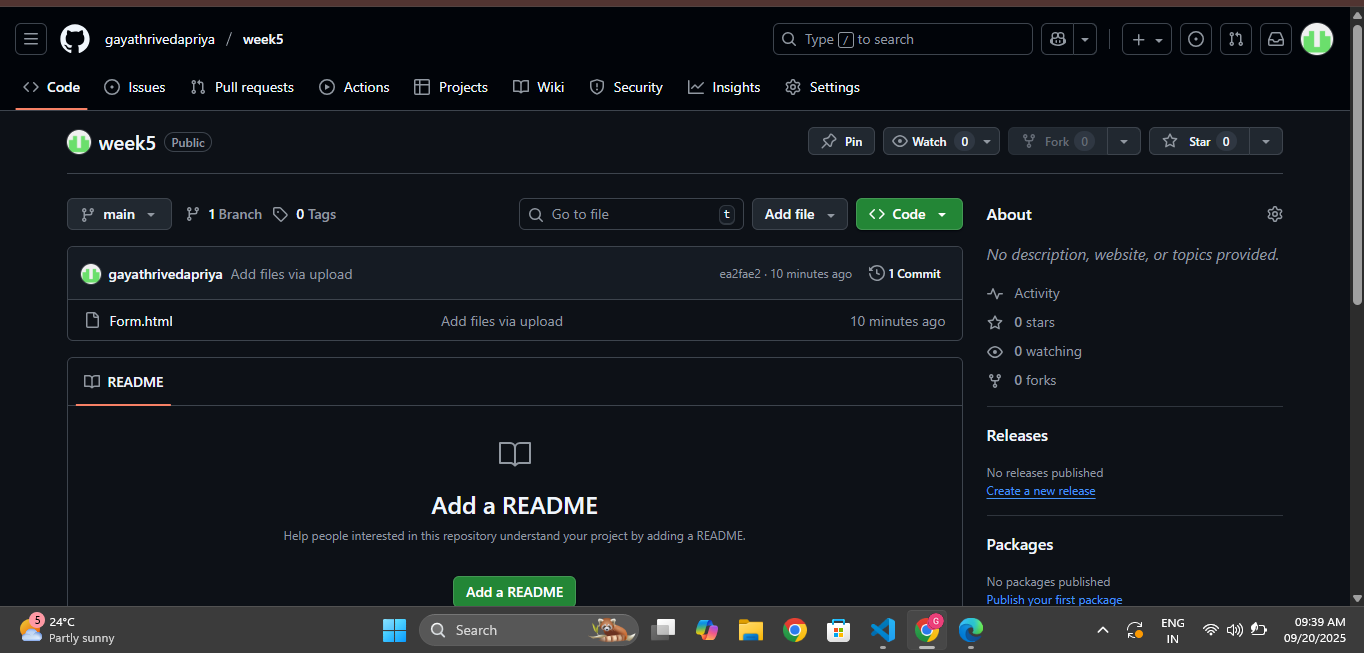 gayathrivedapriya / week5
Type / to search
Code Issues Pull requests Actions Projects Wiki Security Insights Settings
week5 Public
Pin Watch 0 Fork 0 Star 0
main 1 Branch 0 Tags
Go to file t Add file Code
gayathrivedapriya Add files via upload ea2fae2 · 10 minutes ago 1 Commit
Form.html Add files via upload 10 minutes ago
README
Add a README
Help people interested in this repository understand your project by adding a README.
Add a README
About
No description, website, or topics provided.
Activity
0 stars
0 watching
0 forks
Releases
No releases published
Create a new release
Packages
No packages published
Publish your first package
5
24°C
Partly sunny
Search
G
ENG
IN
09:39 AM
09/20/2025